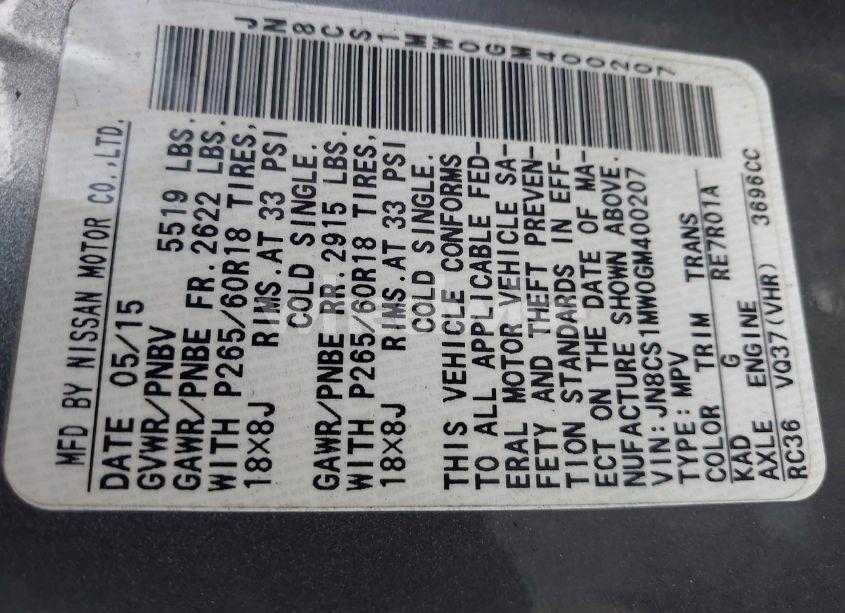 JN8CS1MW0GM400207
MFD BY NISSAN MOTOR CO.,LTD.
DATE 05/15
GVWR/PNBV 5519 LBS.
GAWR/PNBE FR. 2622 LBS.
WITH P265/60R18 TIRES,
18X8J RIMS.AT 33 PSI
COLD SINGLE.
GAWR/PNBE RR. 2915 LBS.
WITH P265/60R18 TIRES,
18X8J RIMS.AT 33 PSI
COLD SINGLE.
THIS VEHICLE CONFORMS
TO ALL APPLICABLE FED-
ERAL MOTOR VEHICLE SA-
FETY AND THEFT PREVEN-
TION STANDARDS IN EFF-
ECT ON THE DATE OF MA-
NUFACTURE SHOWN ABOVE.
VIN: JN8CS1MW0GM400207
TYPE: MPV
COLOR TRIM TRANS
KAD G RE7R01A
AXLE ENGINE
RC36 VQ37(VHR) 3696CC